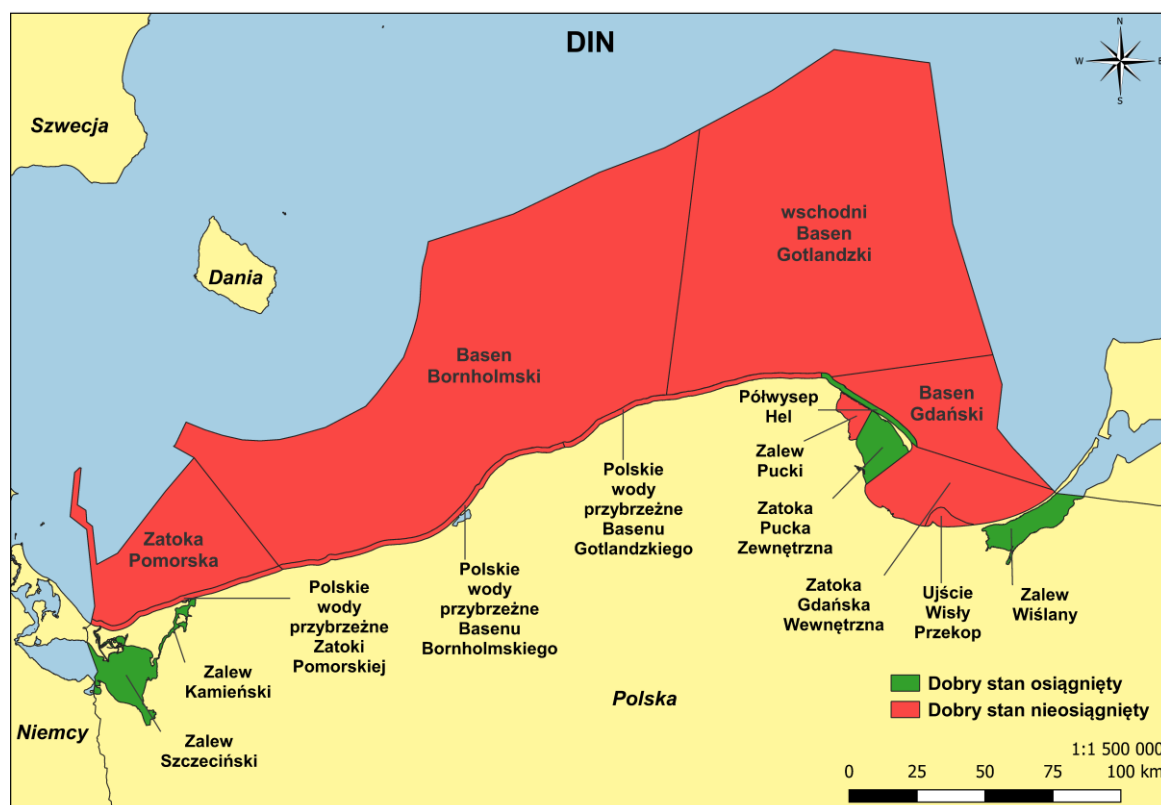 DIN
N
W
E
S
Szwecja
Dania
wschodni
Basen
Gotlandzki
Basen
Bornholmski
Basen
Gdański
Półwysep
Hel
Zalew
Pucki
Zatoka
Pucka
Zewnętrzna
Polskie
wody
przybrzeżne
Basenu
Gotlandzkiego
Zatoka
Pomorska
Polskie
wody
przybrzeżne
Zatoki
Pomorskiej
Polskie
wody
przybrzeżne
Basenu
Bornholmskiego
Zatoka
Gdańska
Wewnętrzna
Ujście
Wisły
Przekop
Zalew
Wiślany
Zalew
Kamieński
Zalew
Szczeciński
Niemcy
Polska
Dobry stan osiągnięty
Dobry stan nieosiągnięty
1:1 500 000
0 25 50 75 100 km